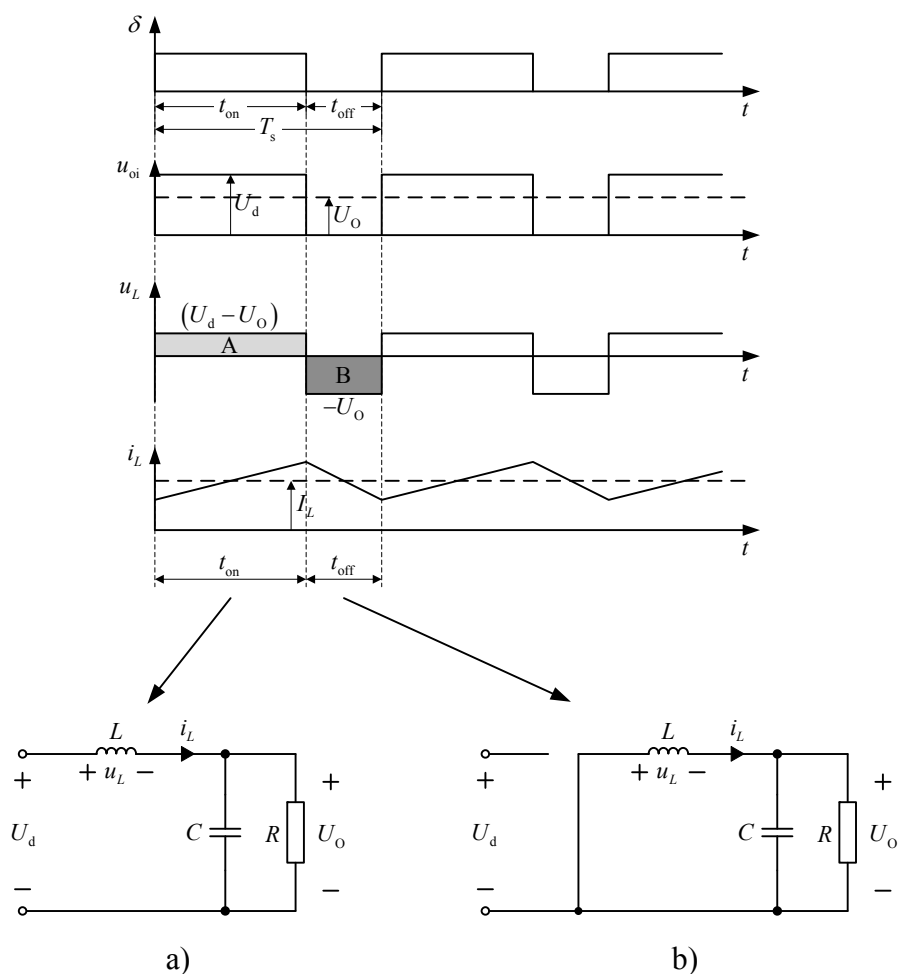 δ
t_on t_off t
T_s
u_oi
U_d U_O
t
u_L
(U_d − U_O)
A
B t
−U_O
i_L
I_L
t
t_on t_off
L i_L L i_L
+ u_L − + u_L −
+ + + +
U_d C R U_O U_d C R U_O
− − − −
a) b)